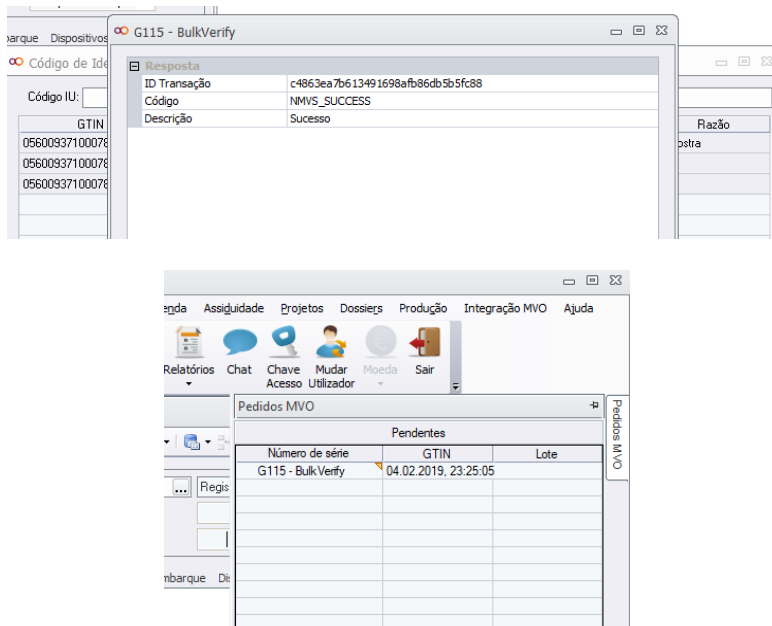 arque Dispositivos
G115 - BulkVerify
Código de Ide
Resposta
ID Transação c4863ea7b613491698afb86db5b5fc88
Código NMVS_SUCCESS
Descrição Sucesso
Código IU:
GTIN
Razão
05600937100078
ostra
05600937100078
05600937100078
enda Assiduidade Projetos Dossiers Produção Integração MVO Ajuda
Relatórios Chat Chave Acesso Mudar Utilizador Moeda Sair
Pedidos MVO
Pedidos MVO
Pendentes
Número de série GTIN Lote
G115 - BulkVerify 04.02.2019, 23:25:05
... Regis
mbarque Dis